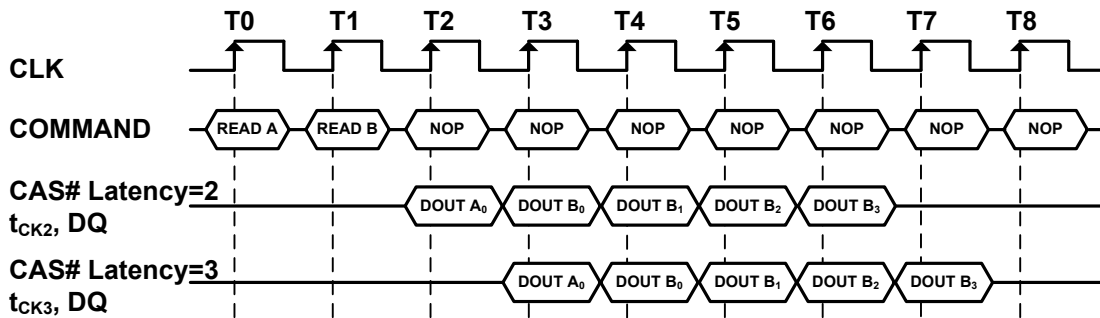 T0 T1 T2 T3 T4 T5 T6 T7 T8
CLK
COMMAND READ A READ B NOP NOP NOP NOP NOP NOP NOP
CAS# Latency=2
tCK2, DQ DOUT A0 DOUT B0 DOUT B1 DOUT B2 DOUT B3
CAS# Latency=3
tCK3, DQ DOUT A0 DOUT B0 DOUT B1 DOUT B2 DOUT B3